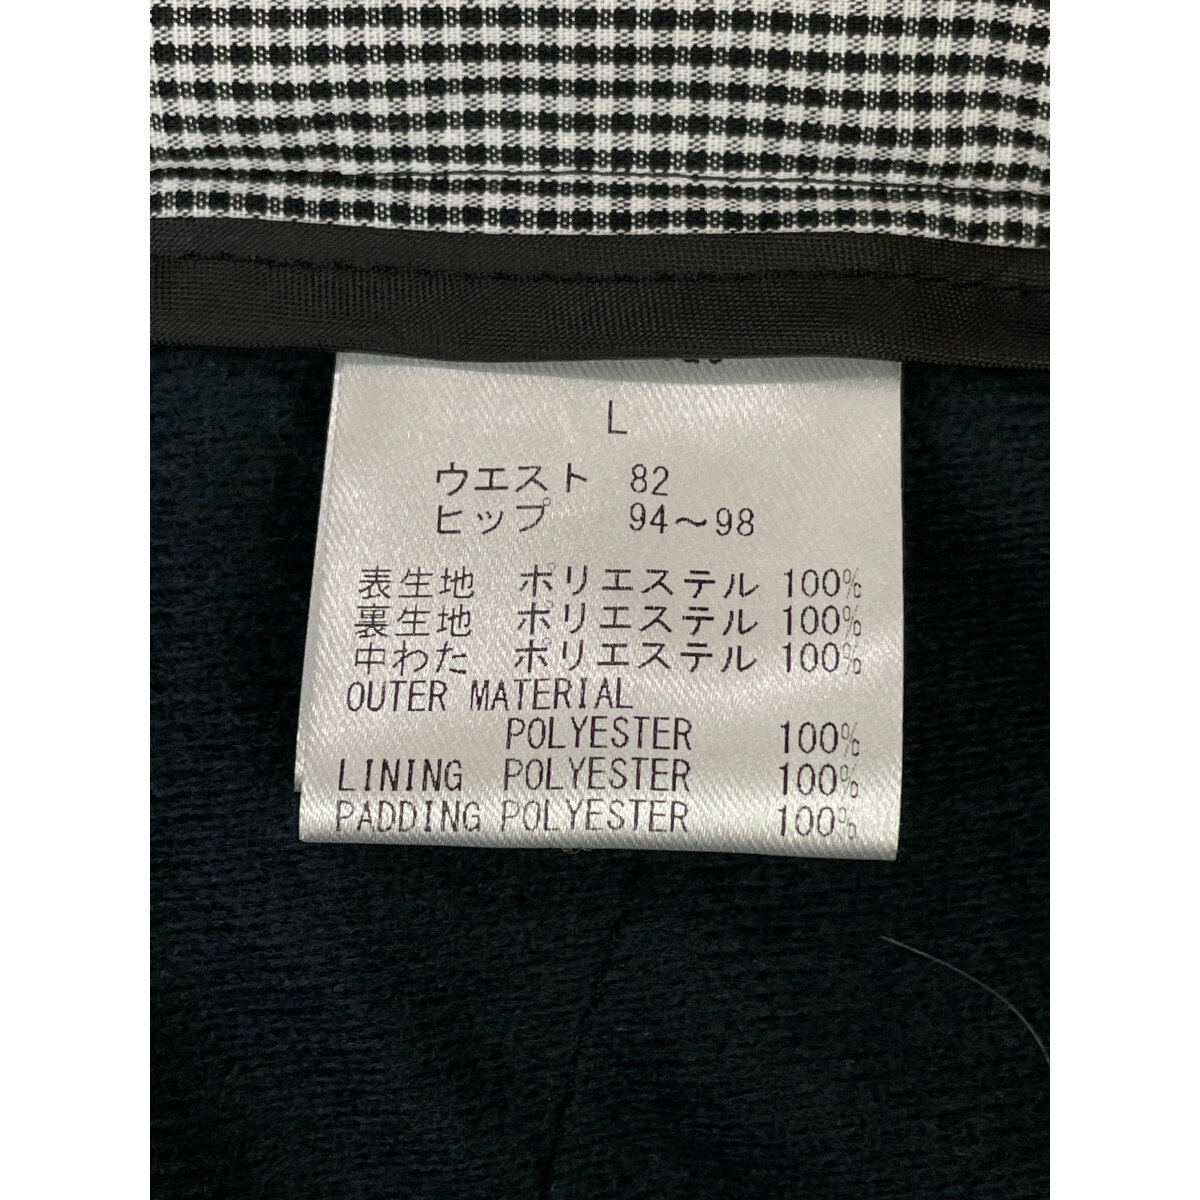 L
ウエスト 82
ヒップ 94～98
表生地 ポリエステル 100%
裏生地 ポリエステル 100%
中わた ポリエステル 100%
OUTER MATERIAL
POLYESTER 100%
LINING POLYESTER 100%
PADDING POLYESTER 100%